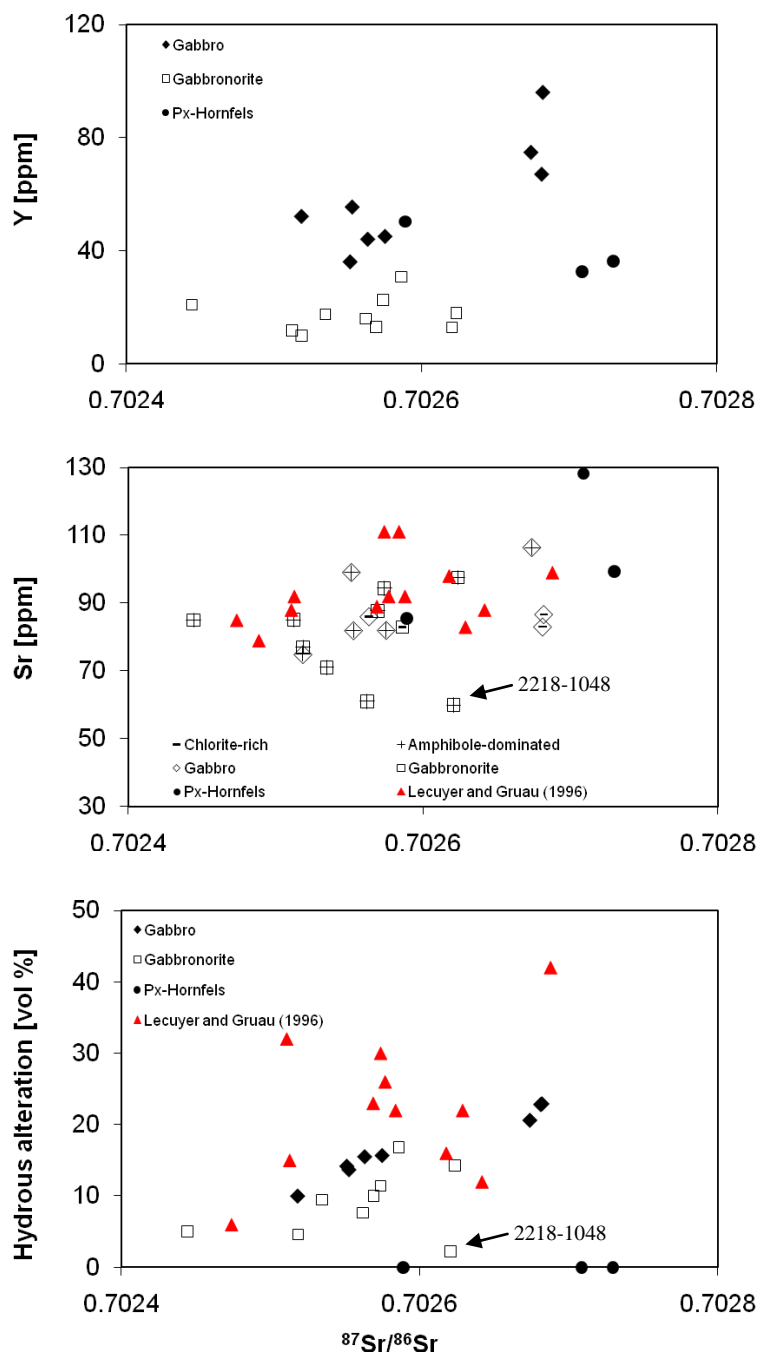 120
Gabbro
Gabbronorite
Px-Hornfels
80
Y [ppm]
40
0
0.7024 0.7026 0.7028
130
110
90
Sr [ppm]
70
2218-1048
50
Chlorite-rich Amphibole-dominated
Gabbro Gabbronorite
Px-Hornfels Lecuyer and Gruau (1996)
30
0.7024 0.7026 0.7028
50
Gabbro
Gabbronorite
40
Px-Hornfels
Lecuyer and Gruau (1996)
30
Hydrous alteration [vol %]
20
10
2218-1048
0
0.7024 0.7026 0.7028
⁸⁷Sr/⁸⁶Sr